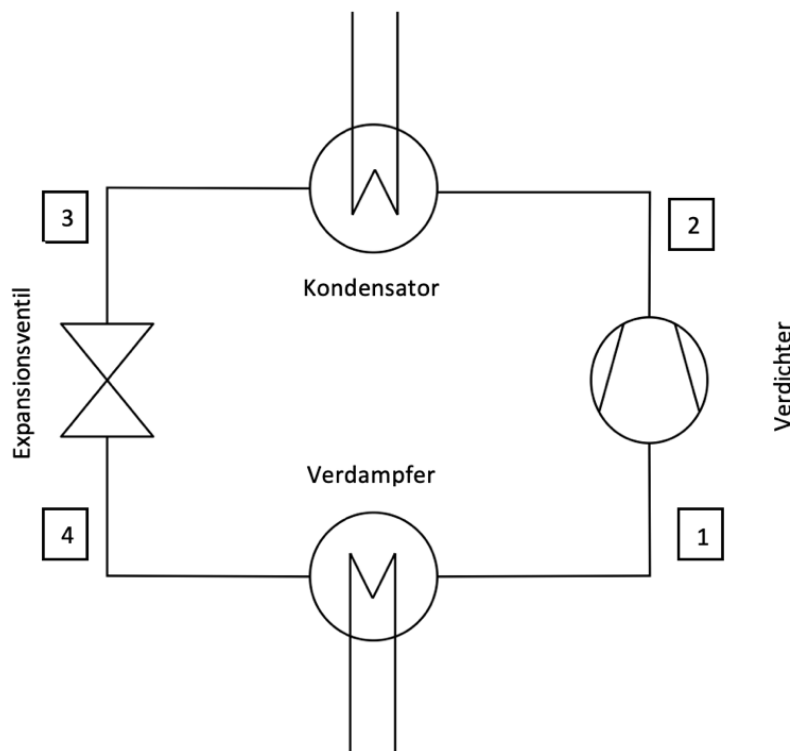 3
2
Kondensator
Expansionsventil
Verdichter
Verdampfer
4
1